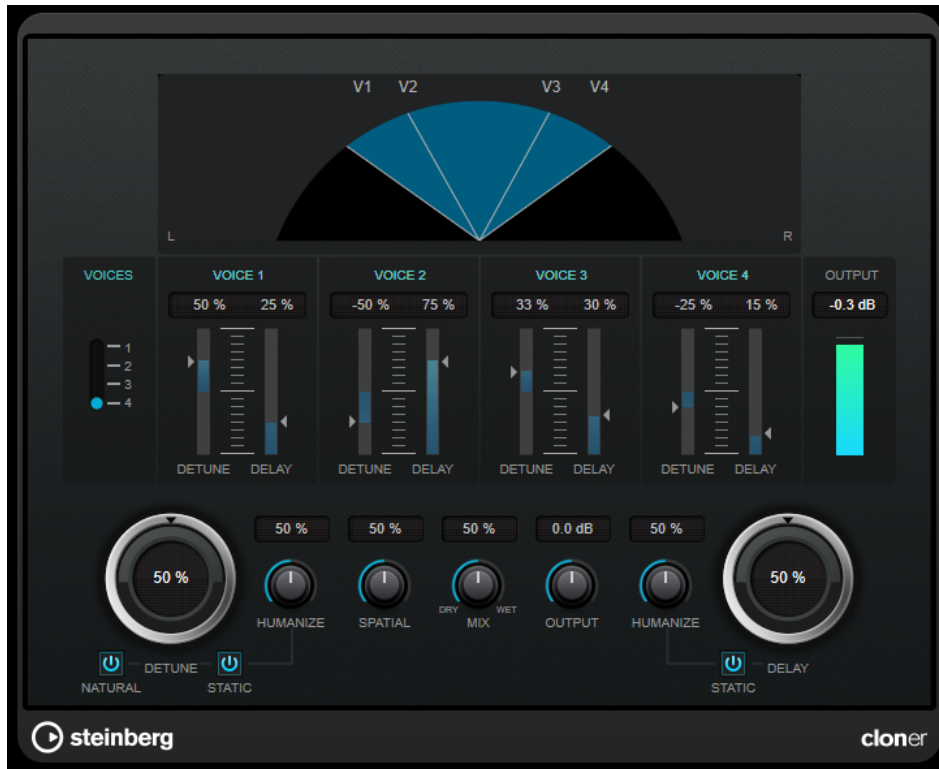 V1 V2 V3 V4
L R
VOICES VOICE 1 VOICE 2 VOICE 3 VOICE 4 OUTPUT
50 % 25 % -50 % 75 % 33 % 30 % -25 % 15 % -0.3 dB
1
2
3
4
DETUNE DELAY DETUNE DELAY DETUNE DELAY DETUNE DELAY
50 % 50 % 50 % 0.0 dB 50 %
50 % 50 %
DRY WET
HUMANIZE SPATIAL MIX OUTPUT HUMANIZE
DETUNE DELAY
NATURAL STATIC STATIC
steinberg cloner